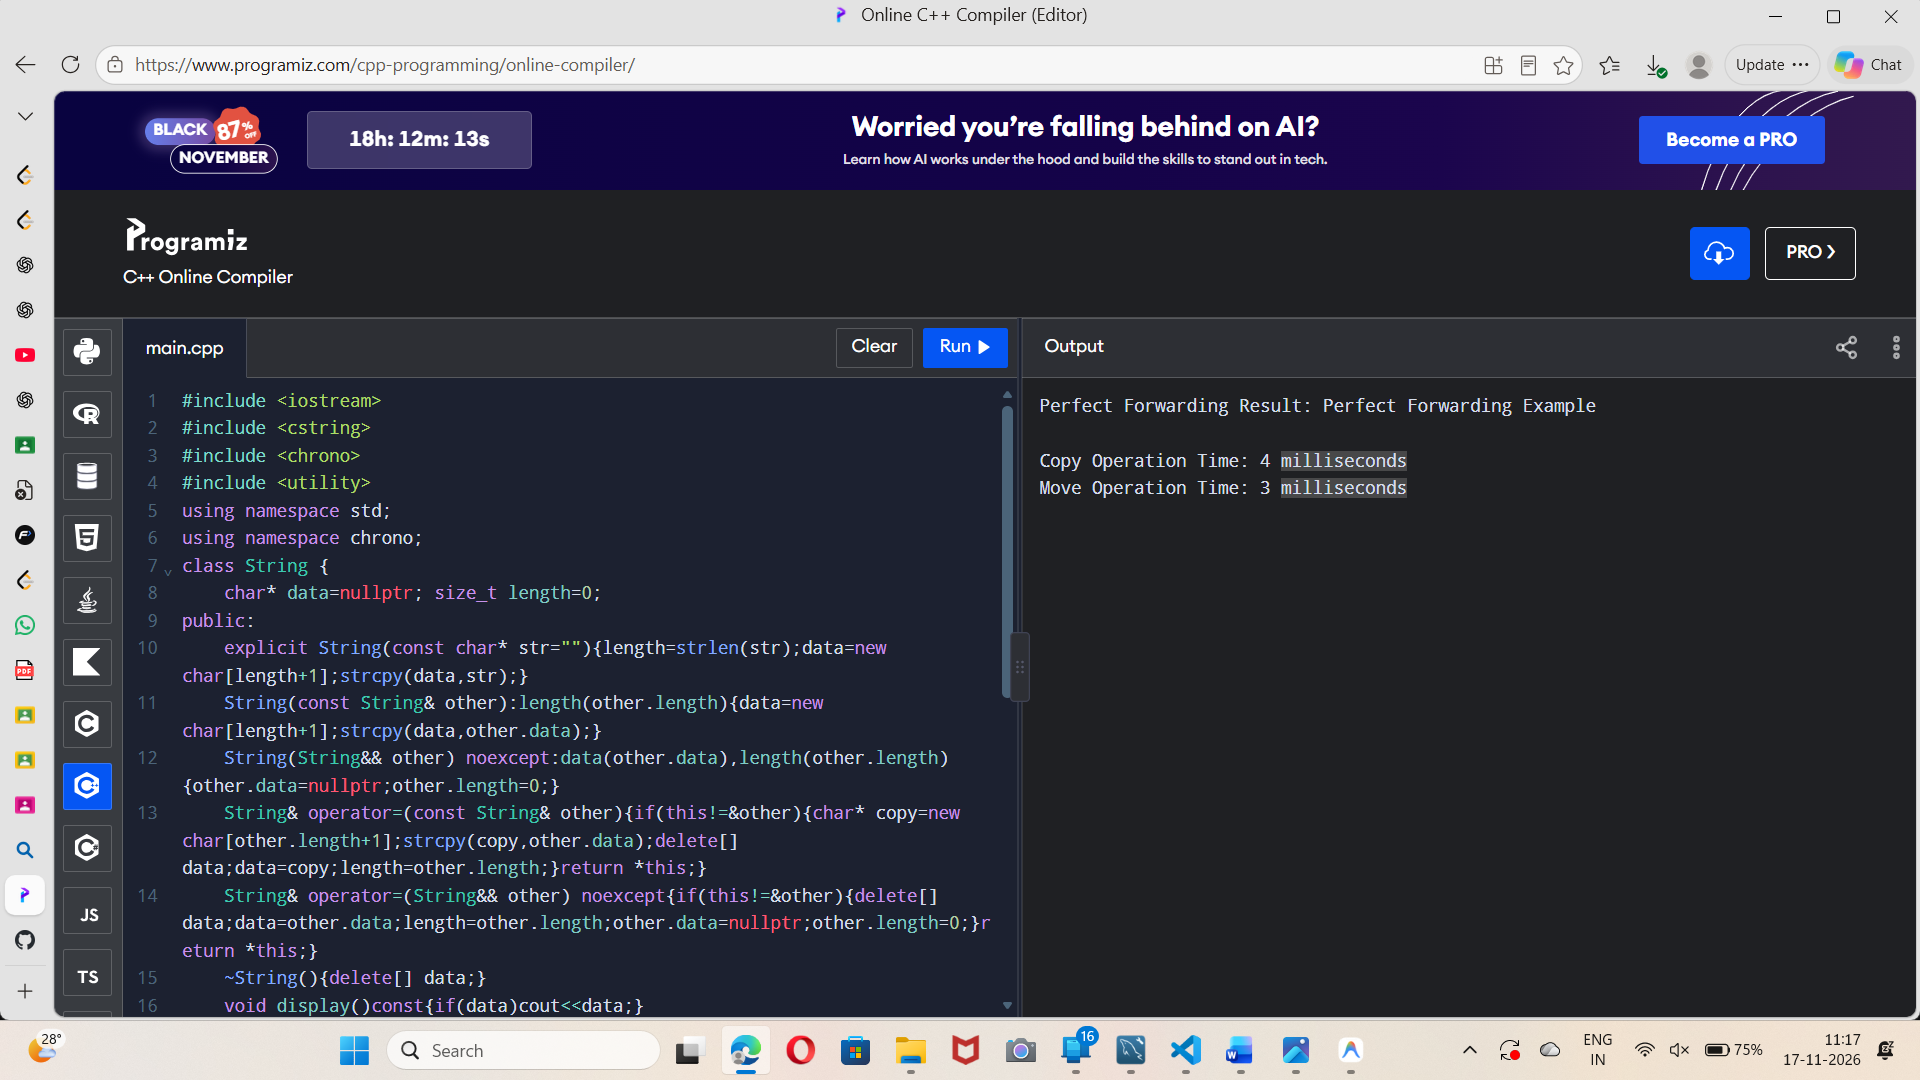 Online C++ Compiler (Editor)
https://www.programiz.com/cpp-programming/online-compiler/
Update
Chat
BLACK
87% OFF
NOVEMBER
18h: 12m: 13s
Worried you’re falling behind on AI?
Learn how AI works under the hood and build the skills to stand out in tech.
Become a PRO
Programiz
C++ Online Compiler
PRO
main.cpp
Clear
Run
Output
1 #include <iostream>
2 #include <cstring>
3 #include <chrono>
4 #include <utility>
5 using namespace std;
6 using namespace chrono;
7 class String {
8 char* data=nullptr; size_t length=0;
9 public:
10 explicit String(const char* str=""){length=strlen(str);data=new
char[length+1];strcpy(data,str);}
11 String(const String& other):length(other.length){data=new
char[length+1];strcpy(data,other.data);}
12 String(String&& other) noexcept:data(other.data),length(other.length)
{other.data=nullptr;other.length=0;}
13 String& operator=(const String& other){if(this!=&other){char* copy=new
char[other.length+1];strcpy(copy,other.data);delete[]
data;data=copy;length=other.length;}return *this;}
14 String& operator=(String&& other) noexcept{if(this!=&other){delete[]
data;data=other.data;length=other.length;other.data=nullptr;other.length=0;}r
eturn *this;}
15 ~String(){delete[] data;}
16 void display()const{if(data)cout<<data;}
Perfect Forwarding Result: Perfect Forwarding Example
Copy Operation Time: 4 milliseconds
Move Operation Time: 3 milliseconds
PDF
JS
TS
28°
Search
16
ENG
IN
75%
11:17
17-11-2026